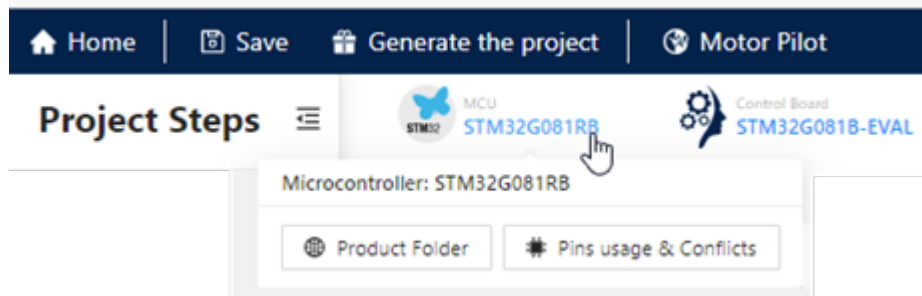 Home Save Generate the project Motor Pilot
Project Steps
STM32
MCU
STM32G081RB
Control Board
STM32G081B-EVAL
Microcontroller: STM32G081RB
Product Folder Pins usage & Conflicts